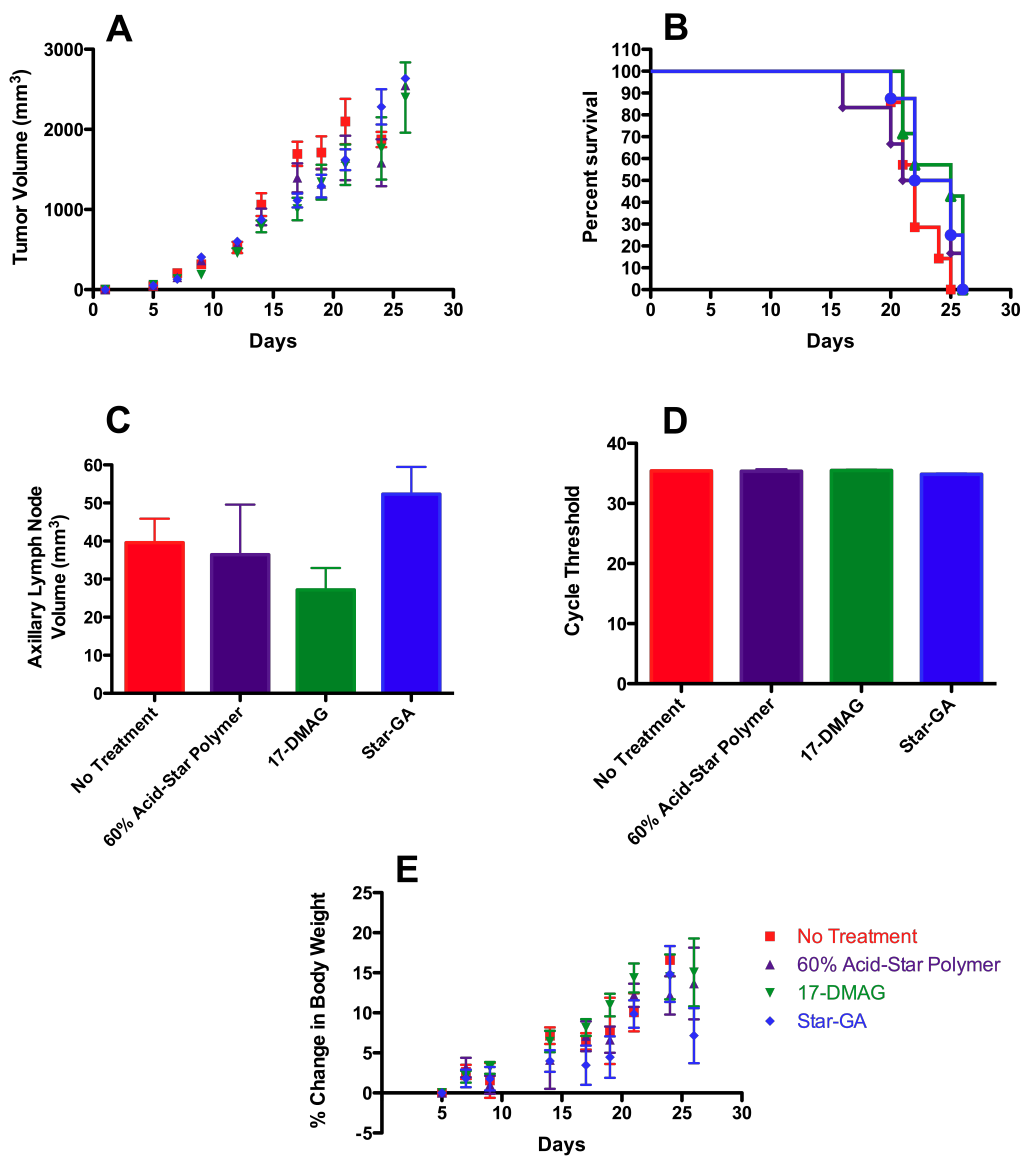 A
Tumor Volume (mm3)
3000
2000
1000
0
0 5 10 15 20 25 30
Days
B
Percent survival
110
100
90
80
70
60
50
40
30
20
10
0
0 5 10 15 20 25 30
Days
C
Axillary Lymph Node
Volume (mm3)
60
50
40
30
20
10
0
No Treatment
60% Acid-Star Polymer
17-DMAG
Star-GA
D
Cycle Threshold
40
30
20
10
0
No Treatment
60% Acid-Star Polymer
17-DMAG
Star-GA
E
% Change in Body Weight
25
20
15
10
5
0
-5
5 10 15 20 25 30
Days
No Treatment
60% Acid-Star Polymer
17-DMAG
Star-GA